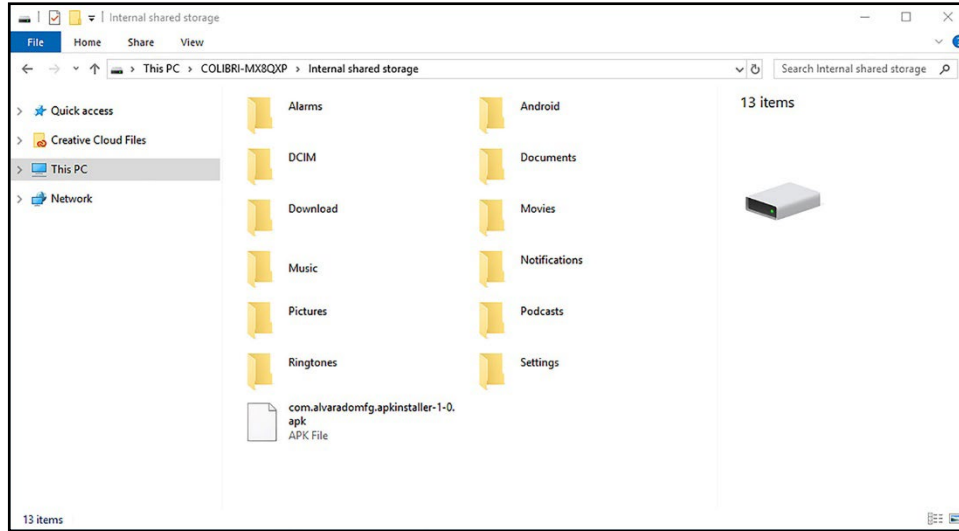 Internal shared storage
File Home Share View
This PC > COLIBRI-MX8QXP > Internal shared storage
Search Internal shared storage
Quick access
Creative Cloud Files
This PC
Network
Alarms
Android
DCIM
Documents
Download
Movies
Music
Notifications
Pictures
Podcasts
Ringtones
Settings
com.alvaradomfg.apkinstaller-1-0.
apk
APK File
13 items
13 items